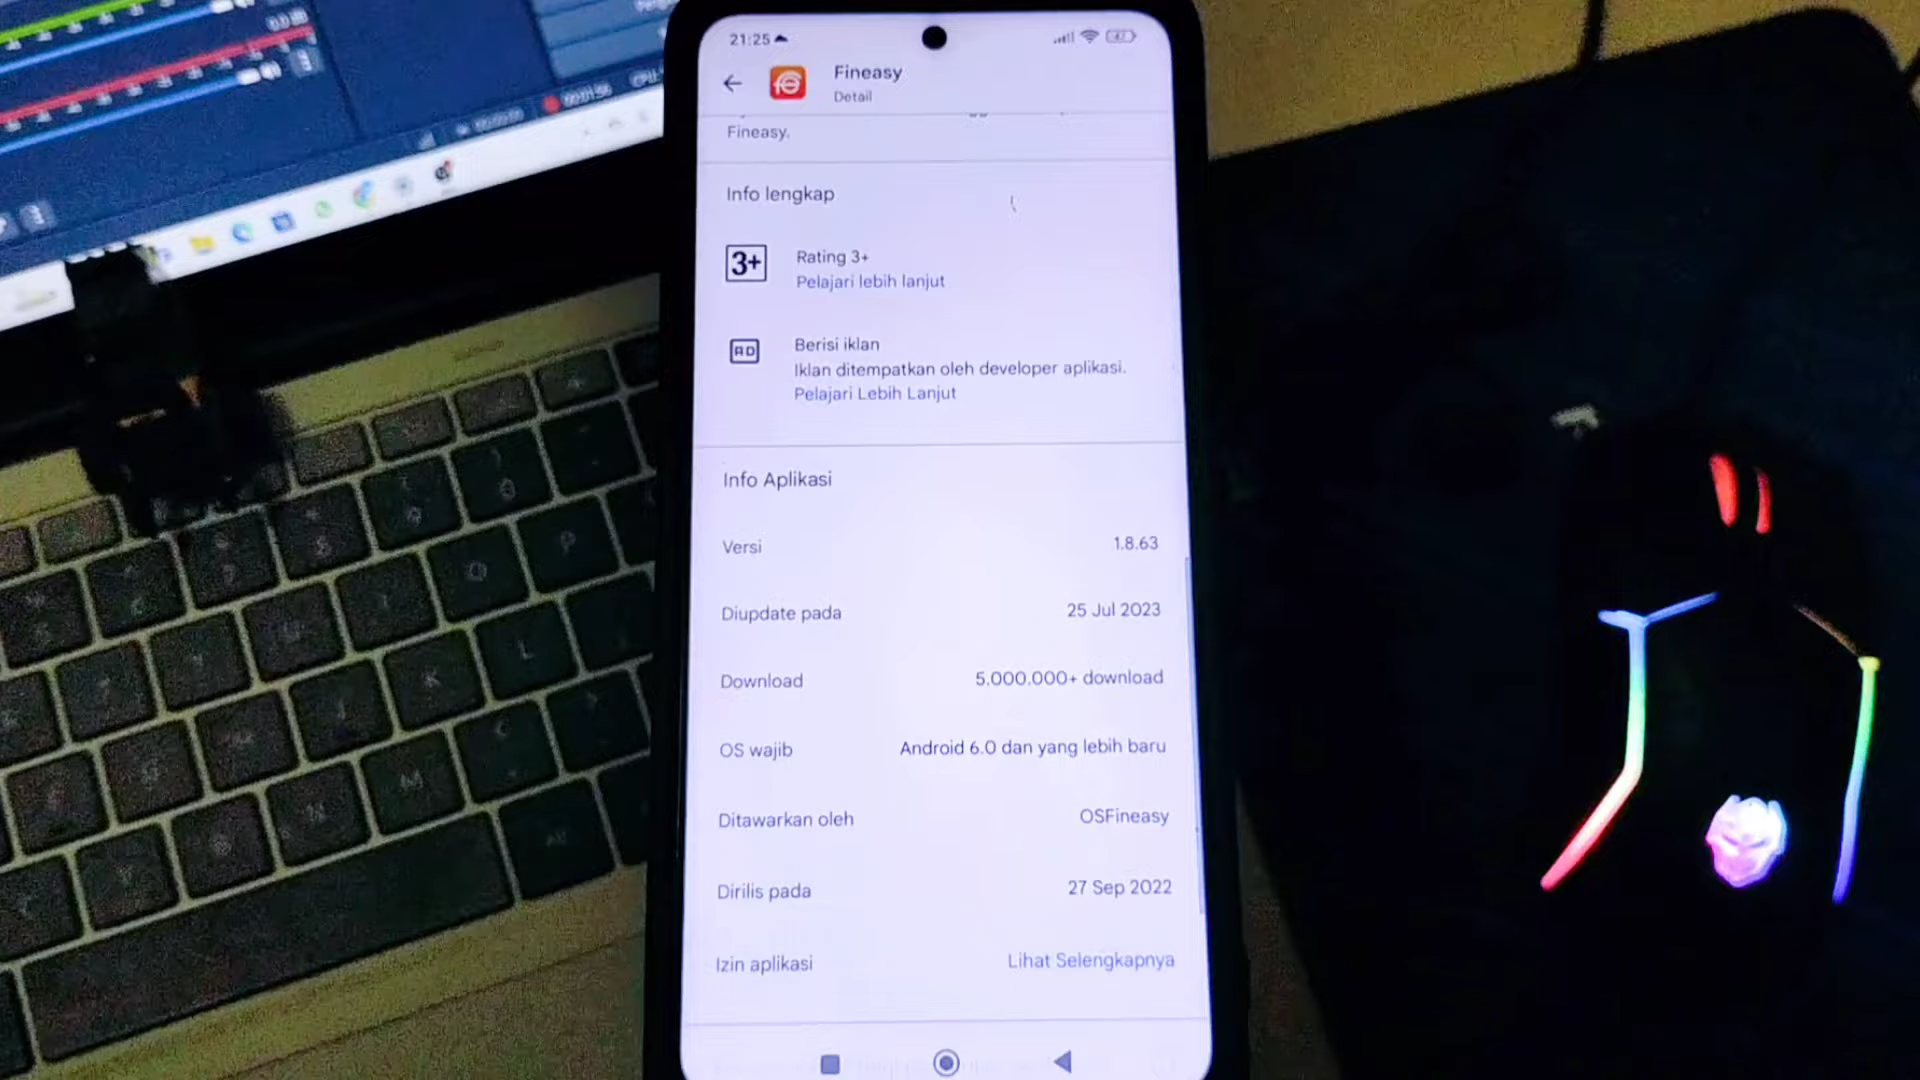 21:25
Fineasy
Detail
Fineasy.
Info lengkap
3+
Rating 3+
Pelajari lebih lanjut
AD
Berisi iklan
Iklan ditempatkan oleh developer aplikasi.
Pelajari Lebih Lanjut
Info Aplikasi
Versi 1.8.63
Diupdate pada 25 Jul 2023
Download 5.000.000+ download
OS wajib Android 6.0 dan yang lebih baru
Ditawarkan oleh OSFineasy
Dirilis pada 27 Sep 2022
Izin aplikasi Lihat Selengkapnya